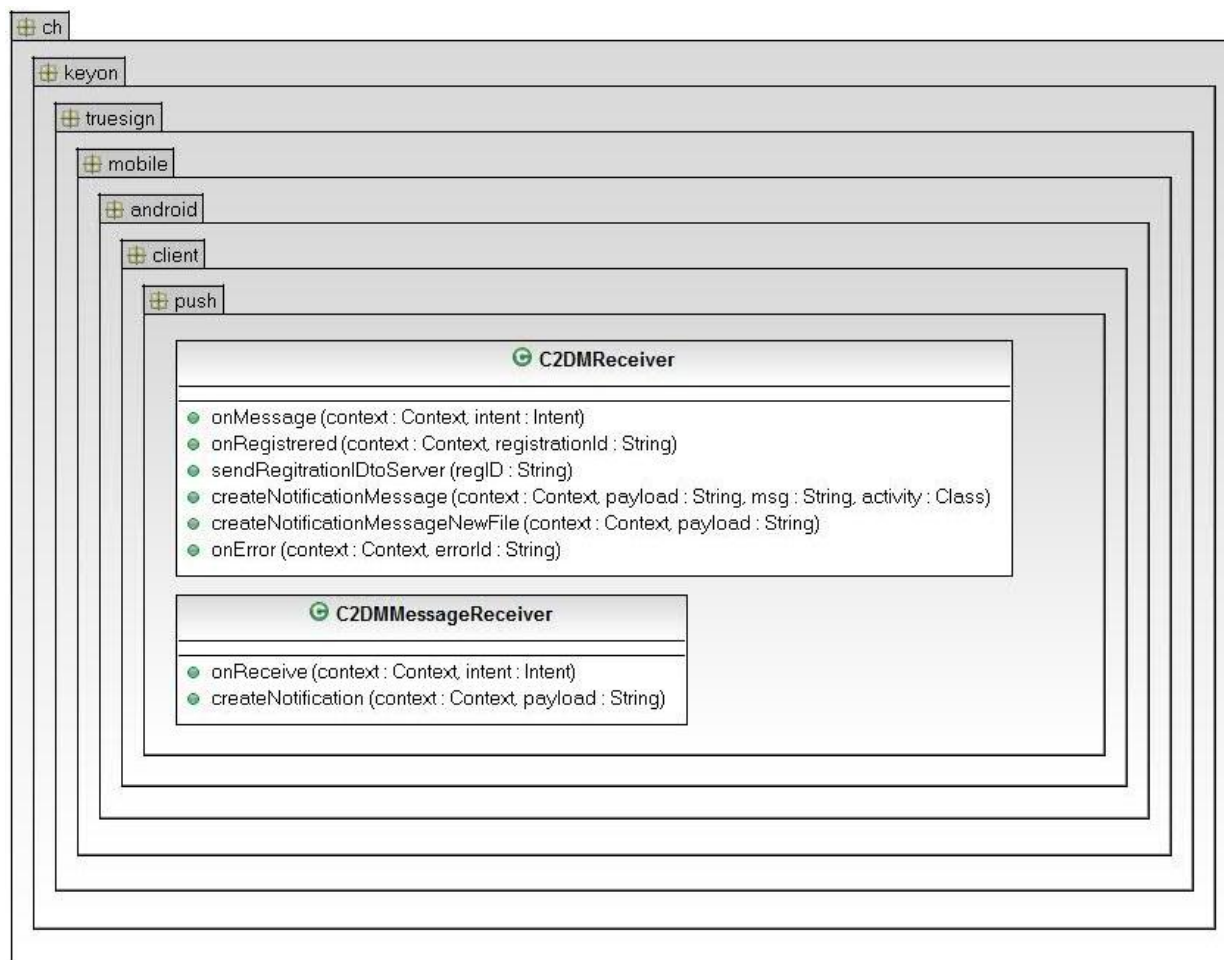 ch
keyon
truesign
mobile
android
client
push
C2DMReceiver
onMessage (context : Context, intent : Intent)
onRegistrered (context : Context, registrationId : String)
sendRegitrationIDtoServer (regID : String)
createNotificationMessage (context : Context, payload : String, msg : String, activity : Class)
createNotificationMessageNewFile (context : Context, payload : String)
onError (context : Context, errorId : String)
C2DMMessageReceiver
onReceive (context : Context, intent : Intent)
createNotification (context : Context, payload : String)